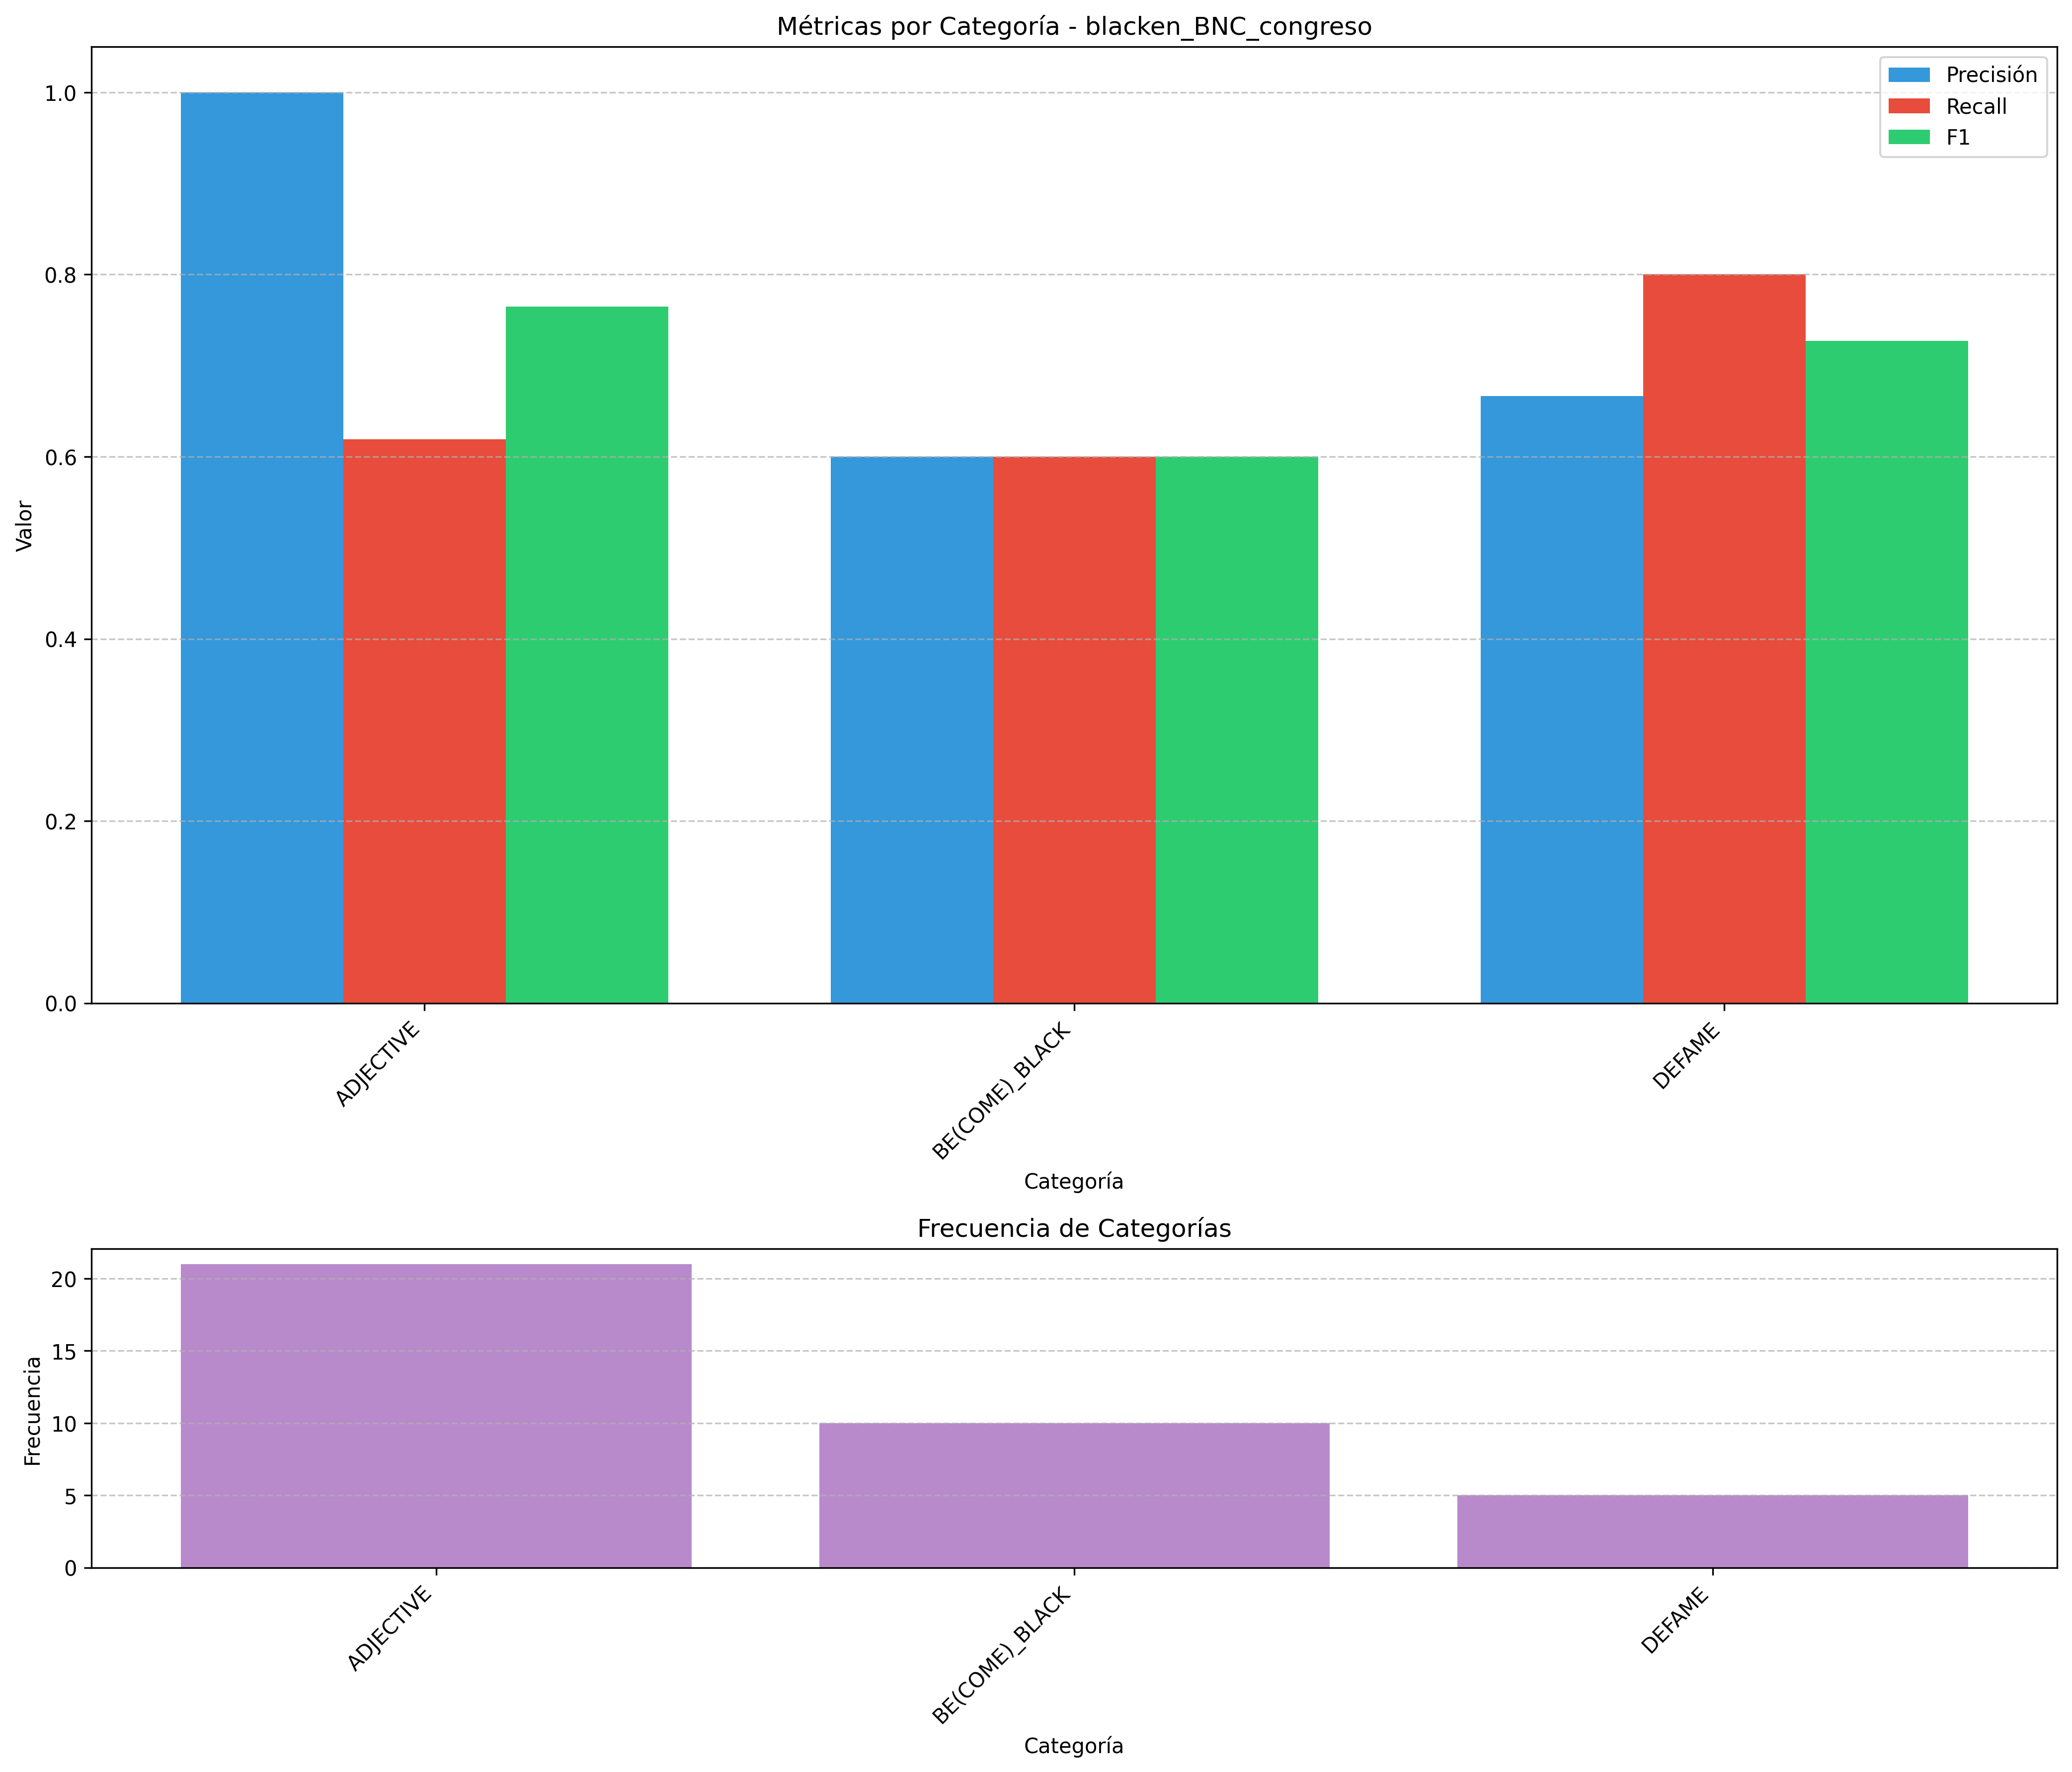 Métricas por Categoría - blacken_BNC_congreso
Precisión
Recall
F1
1.0
0.8
0.6
0.4
0.2
0.0
Valor
ADJECTIVE
BE(COME)_BLACK
DEFAME
Categoría
Frecuencia de Categorías
20
15
10
5
0
Frecuencia
ADJECTIVE
BE(COME)_BLACK
DEFAME
Categoría